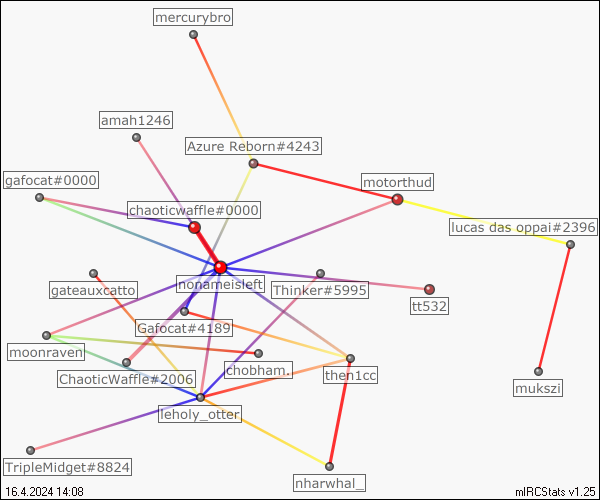 mercurybro
amah1246
Azure Reborn#4243
gafocat#0000
motorthud
chaoticwaffle#0000
lucas das oppai#2396
nonameisleft
gateauxcatto
Thinker#5995
tt532
Gafocat#4189
moonraven
chobham.
then1cc
ChaoticWaffle#2006
mukszi
leholy_otter
TripleMidget#8824
nharwhal_
16.4.2024 14:08
mIRCStats v1.25